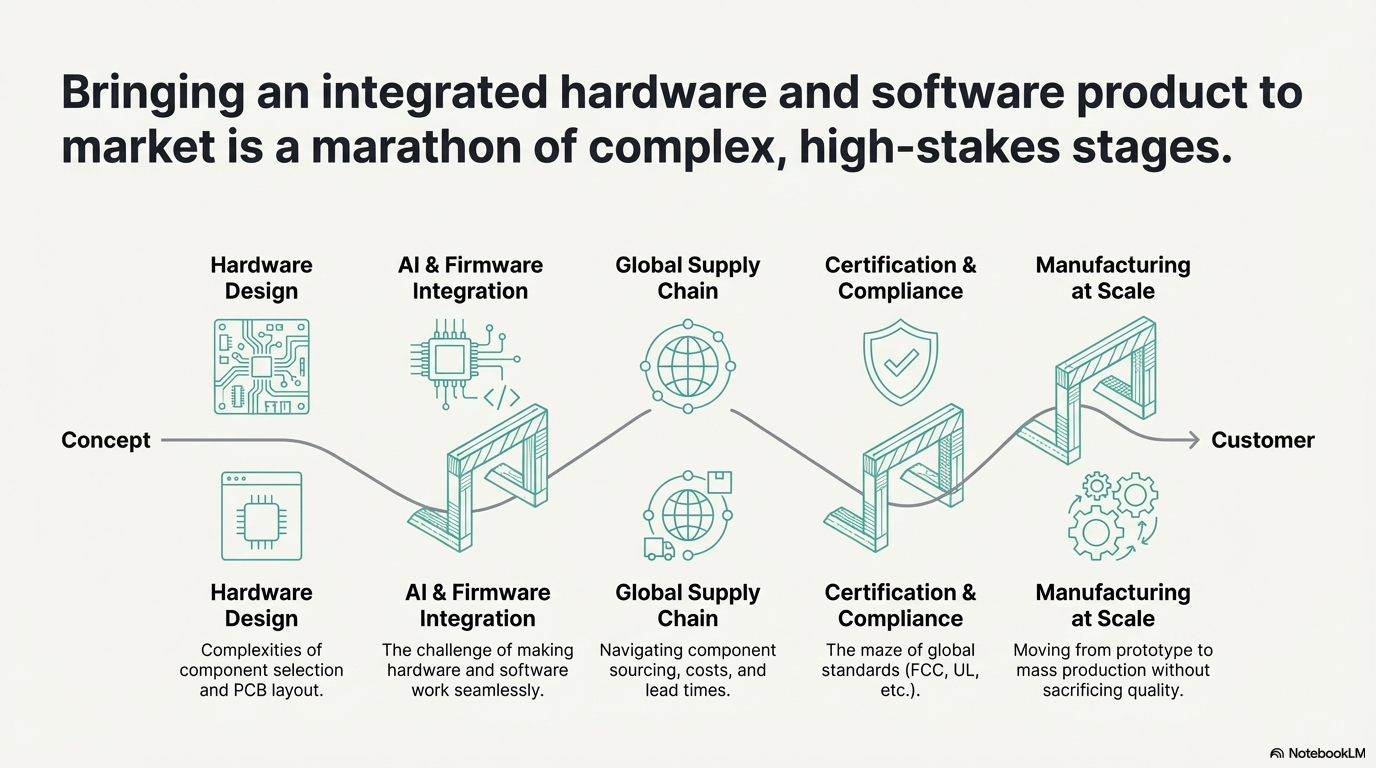 Bringing an integrated hardware and software product to
market is a marathon of complex, high-stakes stages.
Hardware
Design
AI & Firmware
Integration
Global Supply
Chain
Certification &
Compliance
Manufacturing
at Scale
</>
Concept
Customer
Hardware
Design
Complexities of
component selection
and PCB layout.
AI & Firmware
Integration
The challenge of making
hardware and software
work seamlessly.
Global Supply
Chain
Navigating component
sourcing, costs, and
lead times.
Certification &
Compliance
The maze of global
standards (FCC, UL,
etc.).
Manufacturing
at Scale
Moving from prototype to
mass production without
sacrificing quality.
NotebookLM